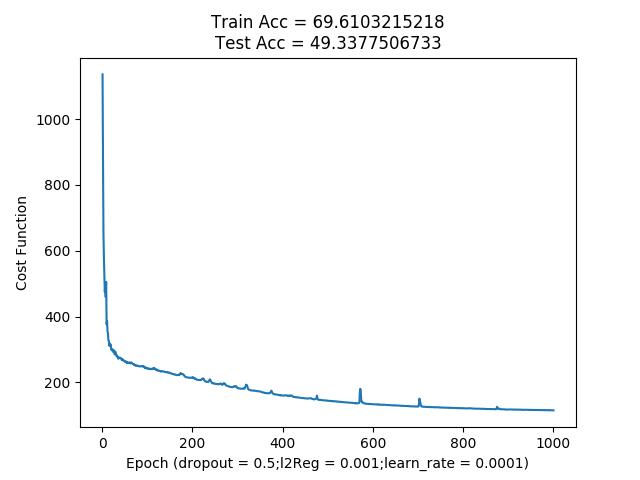 Train Acc = 69.6103215218
Test Acc = 49.3377506733
1000
800
600
400
200
Cost Function
0 200 400 600 800 1000
Epoch (dropout = 0.5;l2Reg = 0.001;learn_rate = 0.0001)